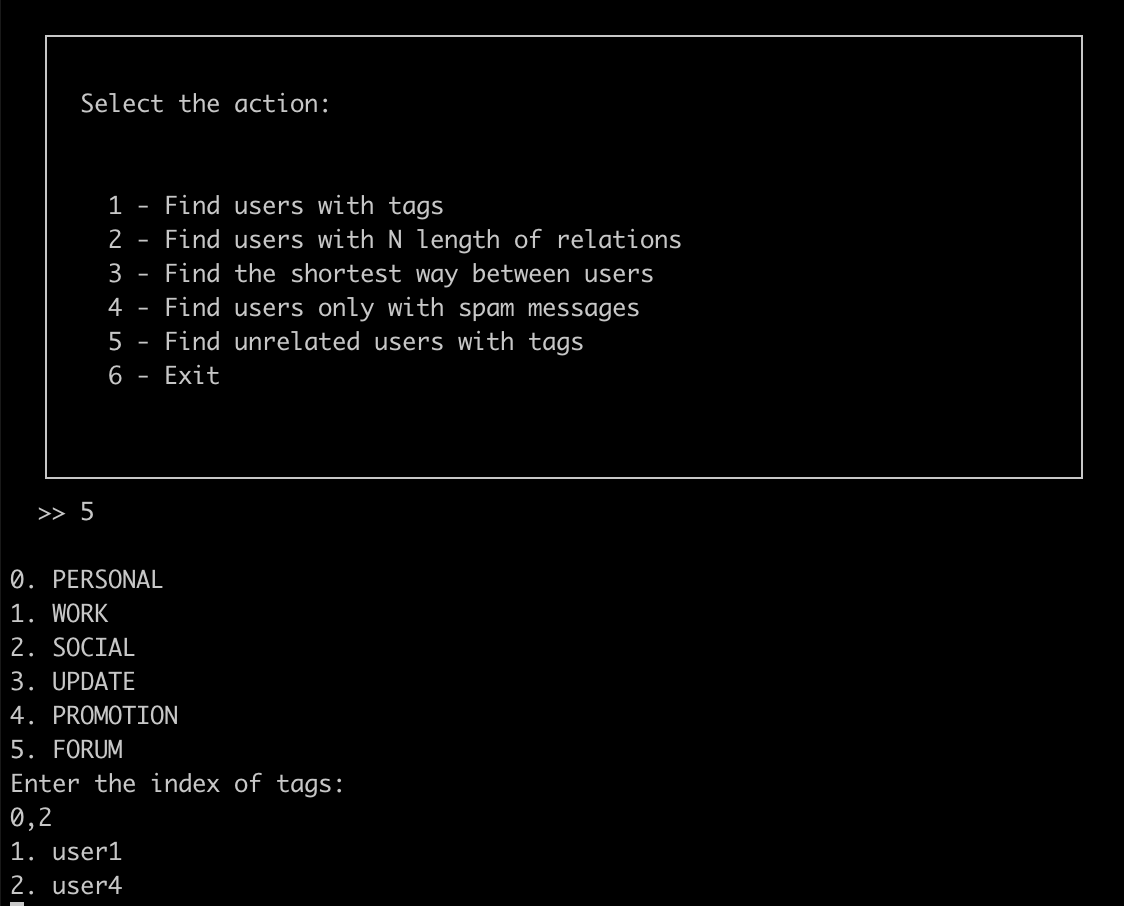 Select the action:
1 - Find users with tags
2 - Find users with N length of relations
3 - Find the shortest way between users
4 - Find users only with spam messages
5 - Find unrelated users with tags
6 - Exit
>> 5
0. PERSONAL
1. WORK
2. SOCIAL
3. UPDATE
4. PROMOTION
5. FORUM
Enter the index of tags:
0,2
1. user1
2. user4